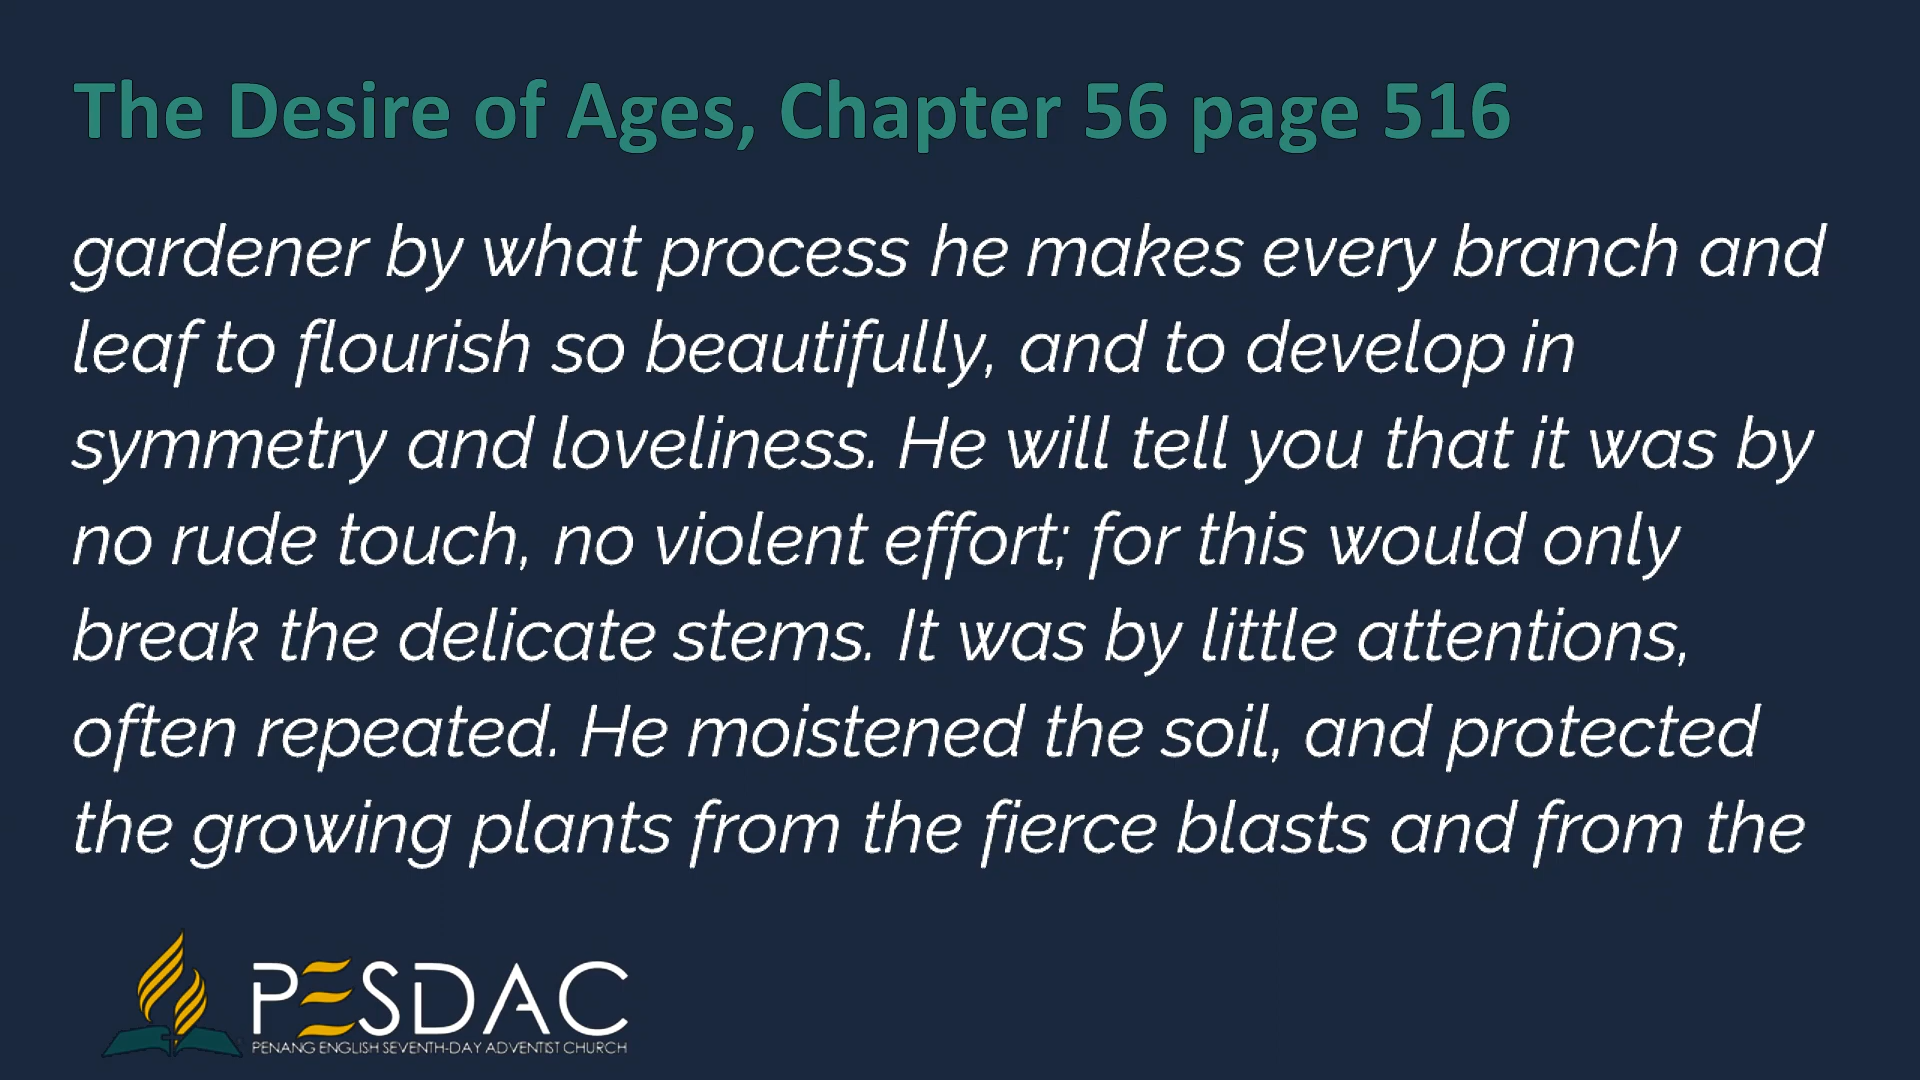 The Desire of Ages, Chapter 56 page 516
gardener by what process he makes every branch and
leaf to flourish so beautifully, and to develop in
symmetry and loveliness. He will tell you that it was by
no rude touch, no violent effort; for this would only
break the delicate stems. It was by little attentions,
often repeated. He moistened the soil, and protected
the growing plants from the fierce blasts and from the
PESDAC
PENANG ENGLISH SEVENTH-DAY ADVENTIST CHURCH